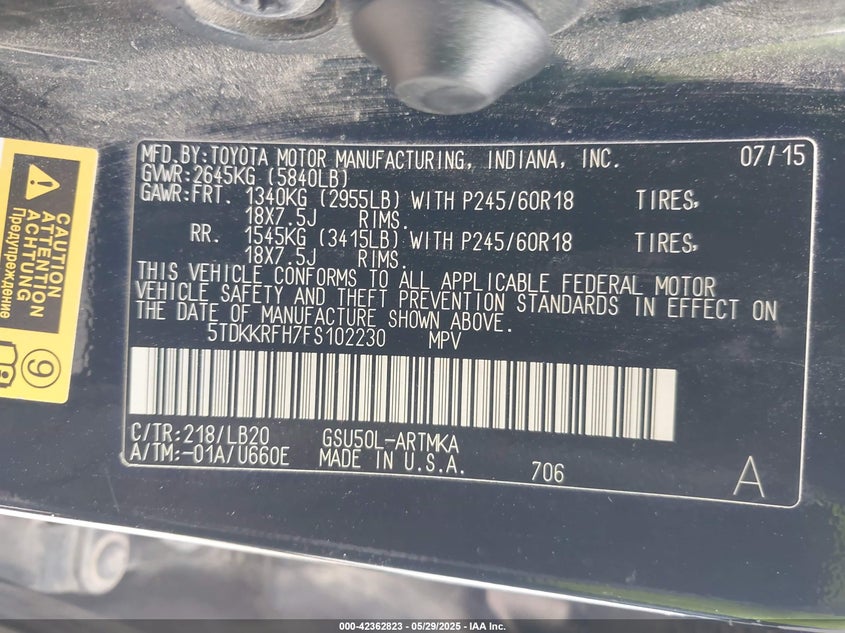 MFD.BY:TOYOTA MOTOR MANUFACTURING, INDIANA, INC. 07/15
GVWR:2645KG (5840LB)
GAWR:FRT. 1340KG (2955LB) WITH P245/60R18 TIRES,
18X7.5J RIMS.
RR. 1545KG (3415LB) WITH P245/60R18 TIRES,
18X7.5J RIMS.
THIS VEHICLE CONFORMS TO ALL APPLICABLE FEDERAL MOTOR
VEHICLE SAFETY AND THEFT PREVENTION STANDARDS IN EFFECT ON
THE DATE OF MANUFACTURE SHOWN ABOVE.
5TDKKRFH7FS102230 MPV
C/TR:218/LB20 GSU50L-ARTMKA
A/TM:-01A/U660E MADE IN U.S.A. 706 A
CAUTION
ATTENTION
ACHTUNG
Предупреждение
9
000-42362823 - 05/29/2025 - IAA Inc.